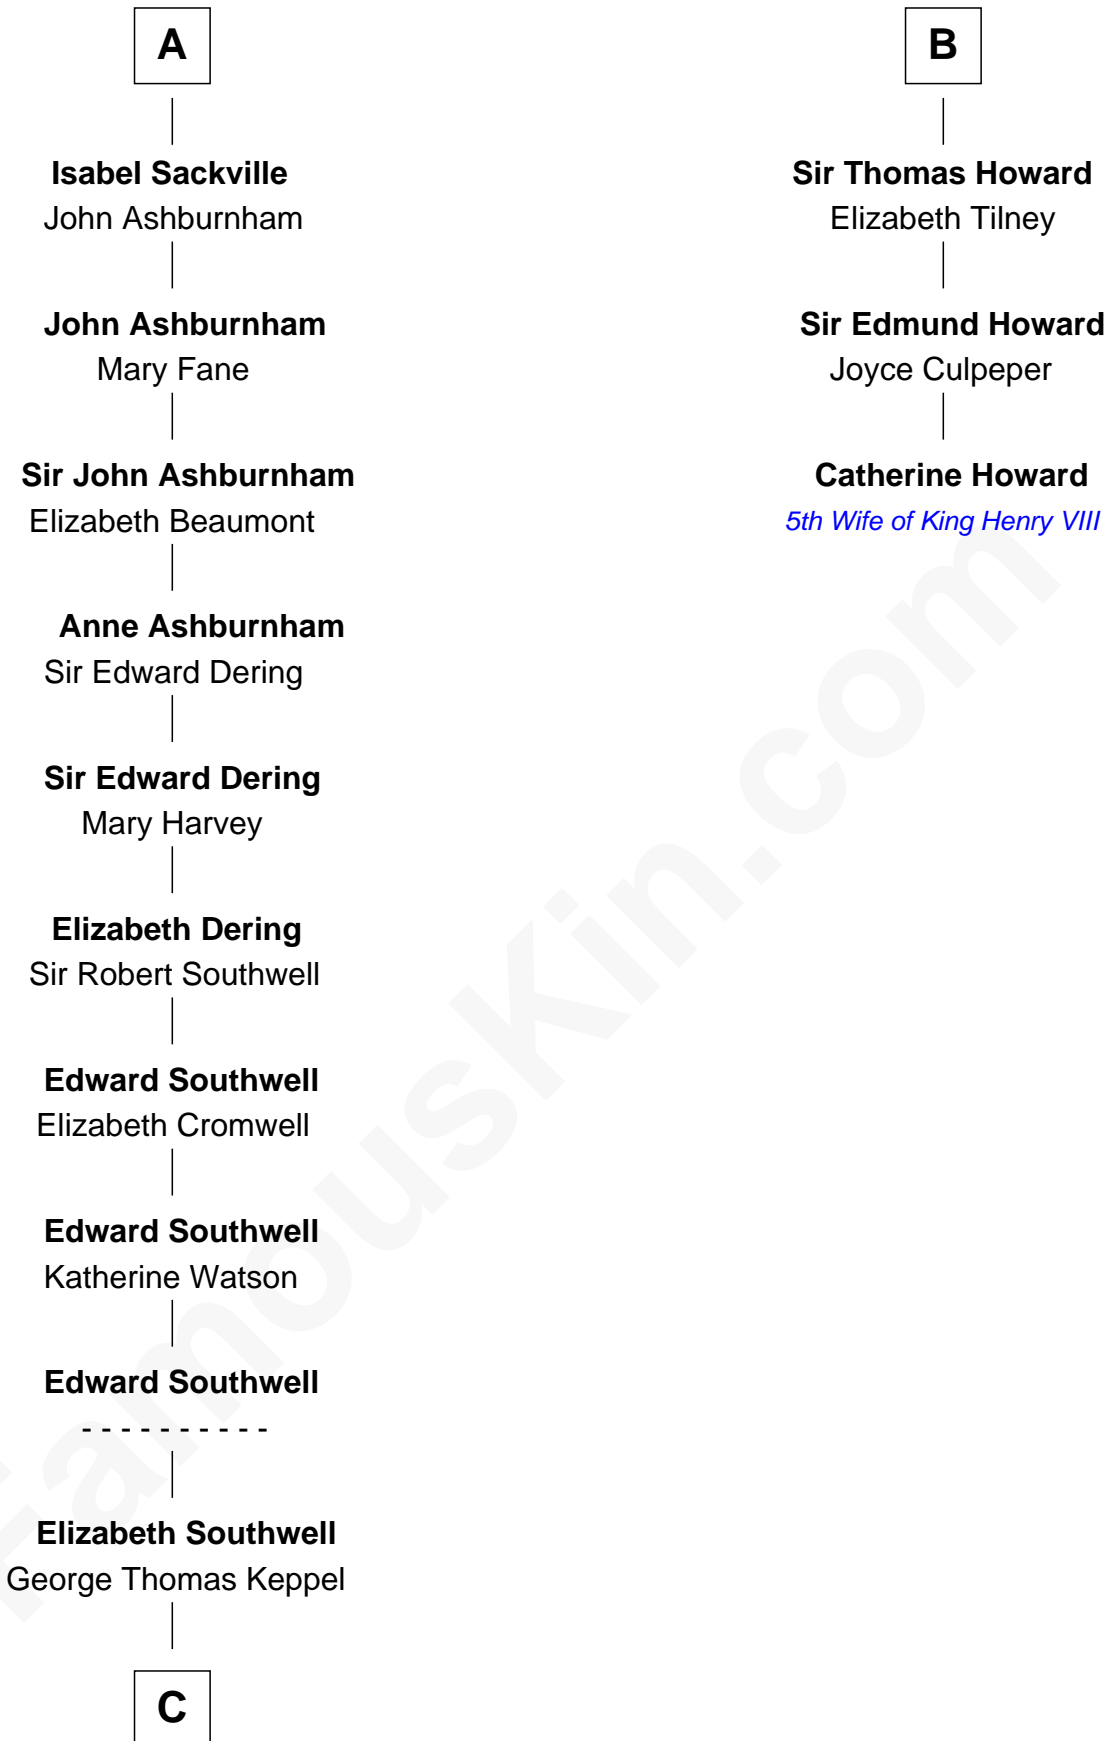 A
B
Isabel Sackville
John Ashburnham
Sir Thomas Howard
Elizabeth Tilney
John Ashburnham
Mary Fane
Sir Edmund Howard
Joyce Culpeper
Sir John Ashburnham
Elizabeth Beaumont
Catherine Howard
5th Wife of King Henry VIII
Anne Ashburnham
Sir Edward Dering
Sir Edward Dering
Mary Harvey
Elizabeth Dering
Sir Robert Southwell
Edward Southwell
Elizabeth Cromwell
Edward Southwell
Katherine Watson
Edward Southwell
- - - - - - - - - -
Elizabeth Southwell
George Thomas Keppel
C
FamousKin.com